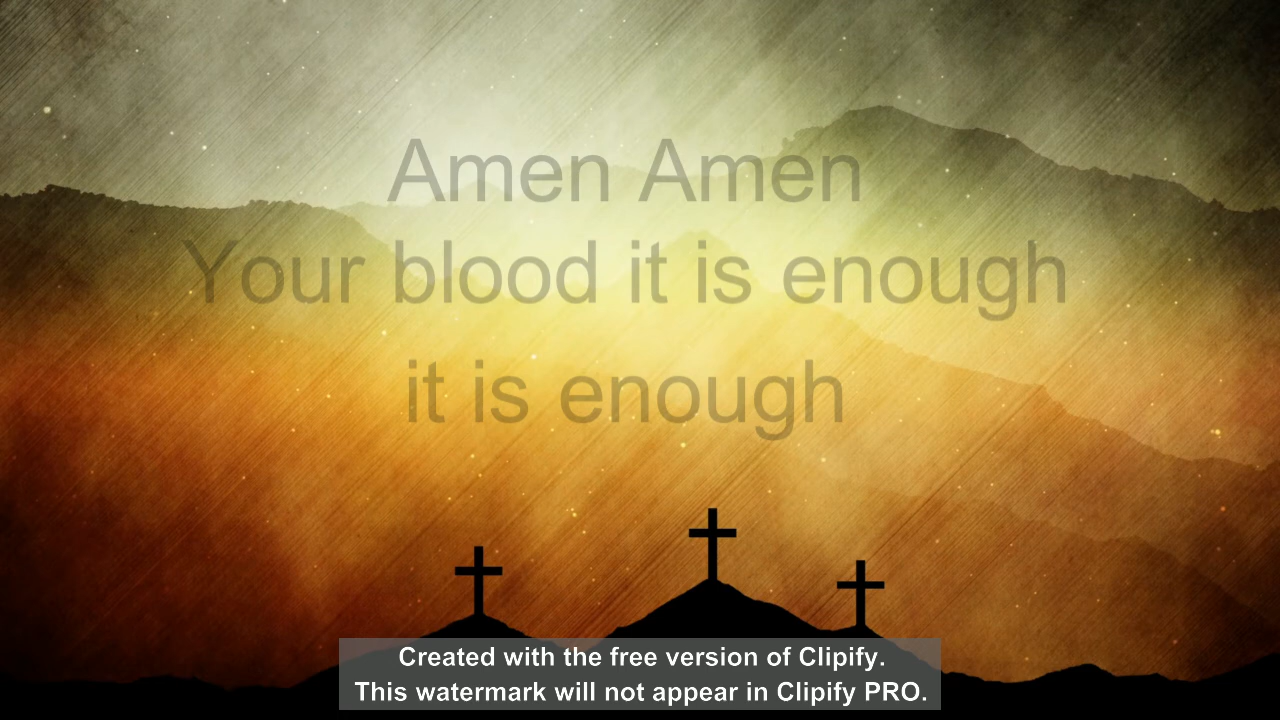 Amen Amen
Your blood it is enough
it is enough
Created with the free version of Clipify.
This watermark will not appear in Clipify PRO.